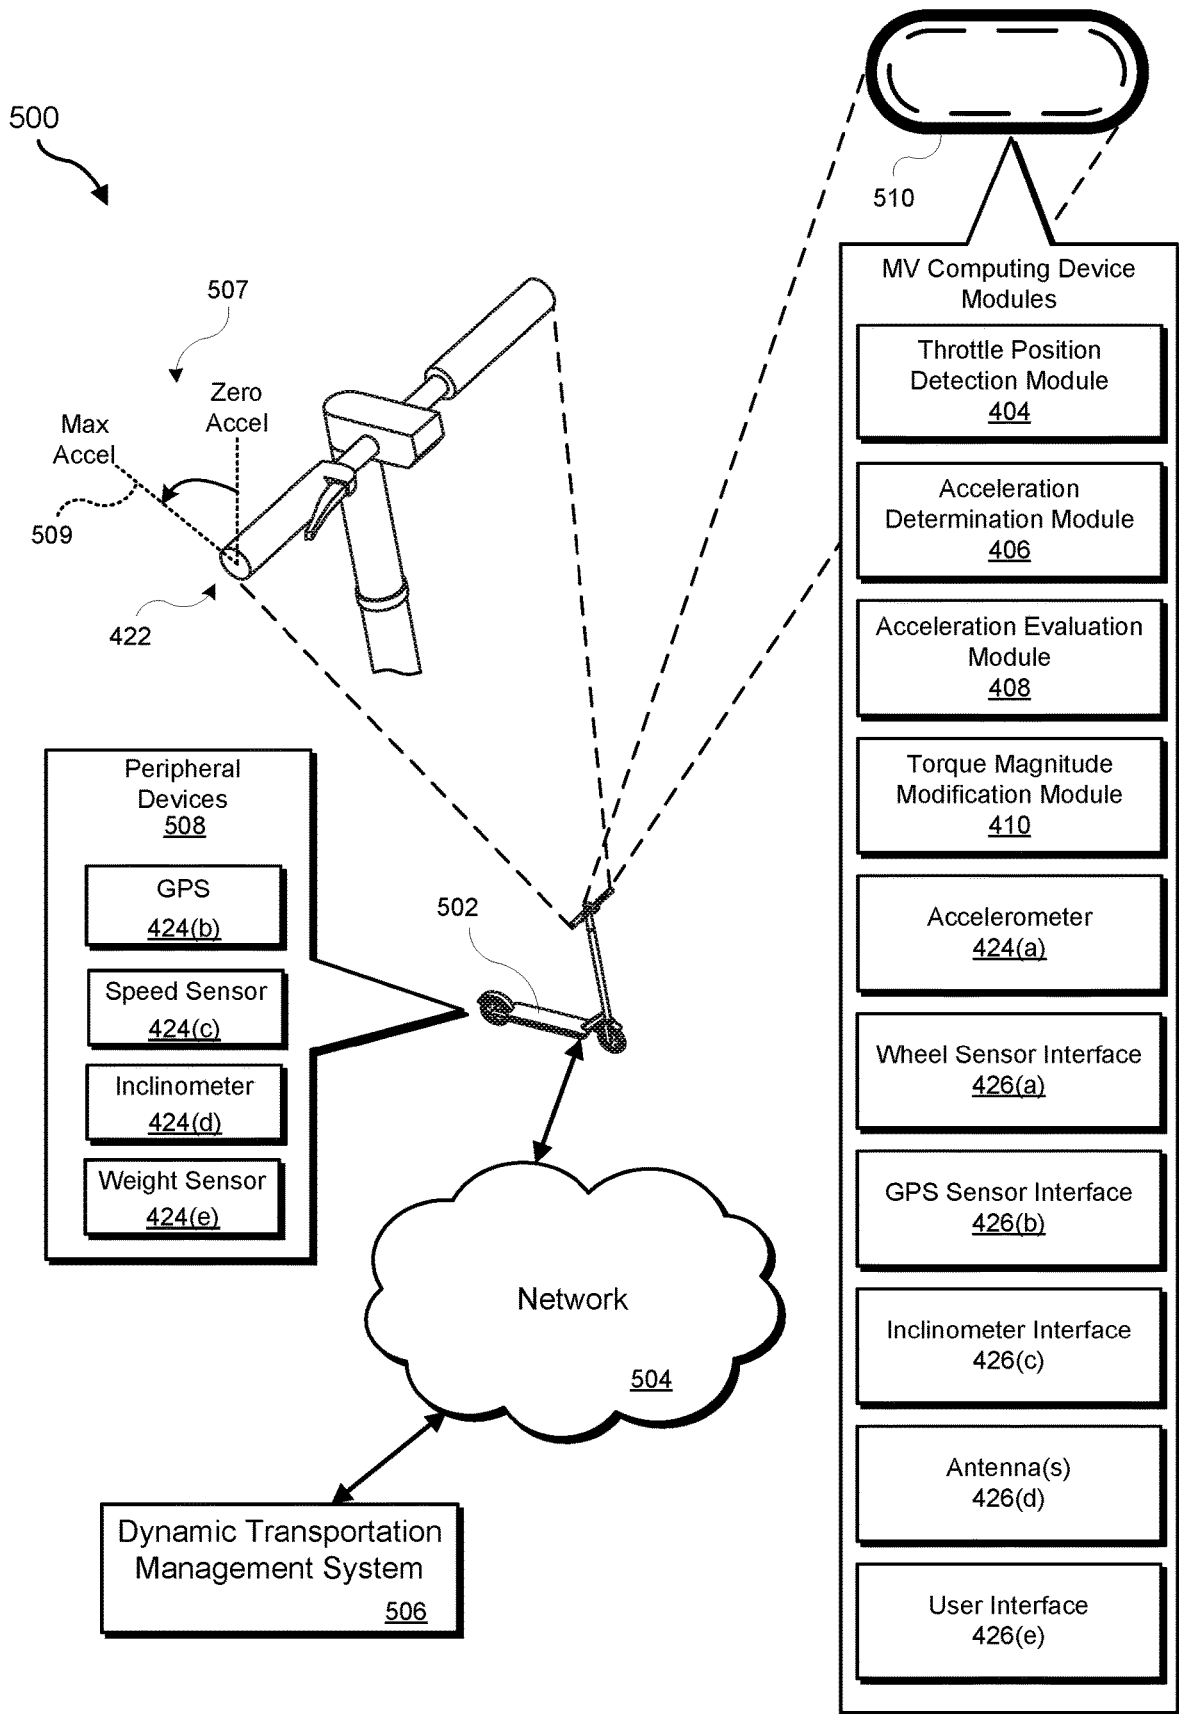 500
510
507
Zero
Accel
Max
Accel
509
422
MV Computing Device
Modules
Throttle Position
Detection Module
404
Acceleration
Determination Module
406
Acceleration Evaluation
Module
408
Torque Magnitude
Modification Module
410
Accelerometer
424(a)
Wheel Sensor Interface
426(a)
GPS Sensor Interface
426(b)
Inclinometer Interface
426(c)
Antenna(s)
426(d)
User Interface
426(e)
Peripheral
Devices
508
GPS
424(b)
Speed Sensor
424(c)
Inclinometer
424(d)
Weight Sensor
424(e)
502
Network
504
Dynamic Transportation
Management System
506